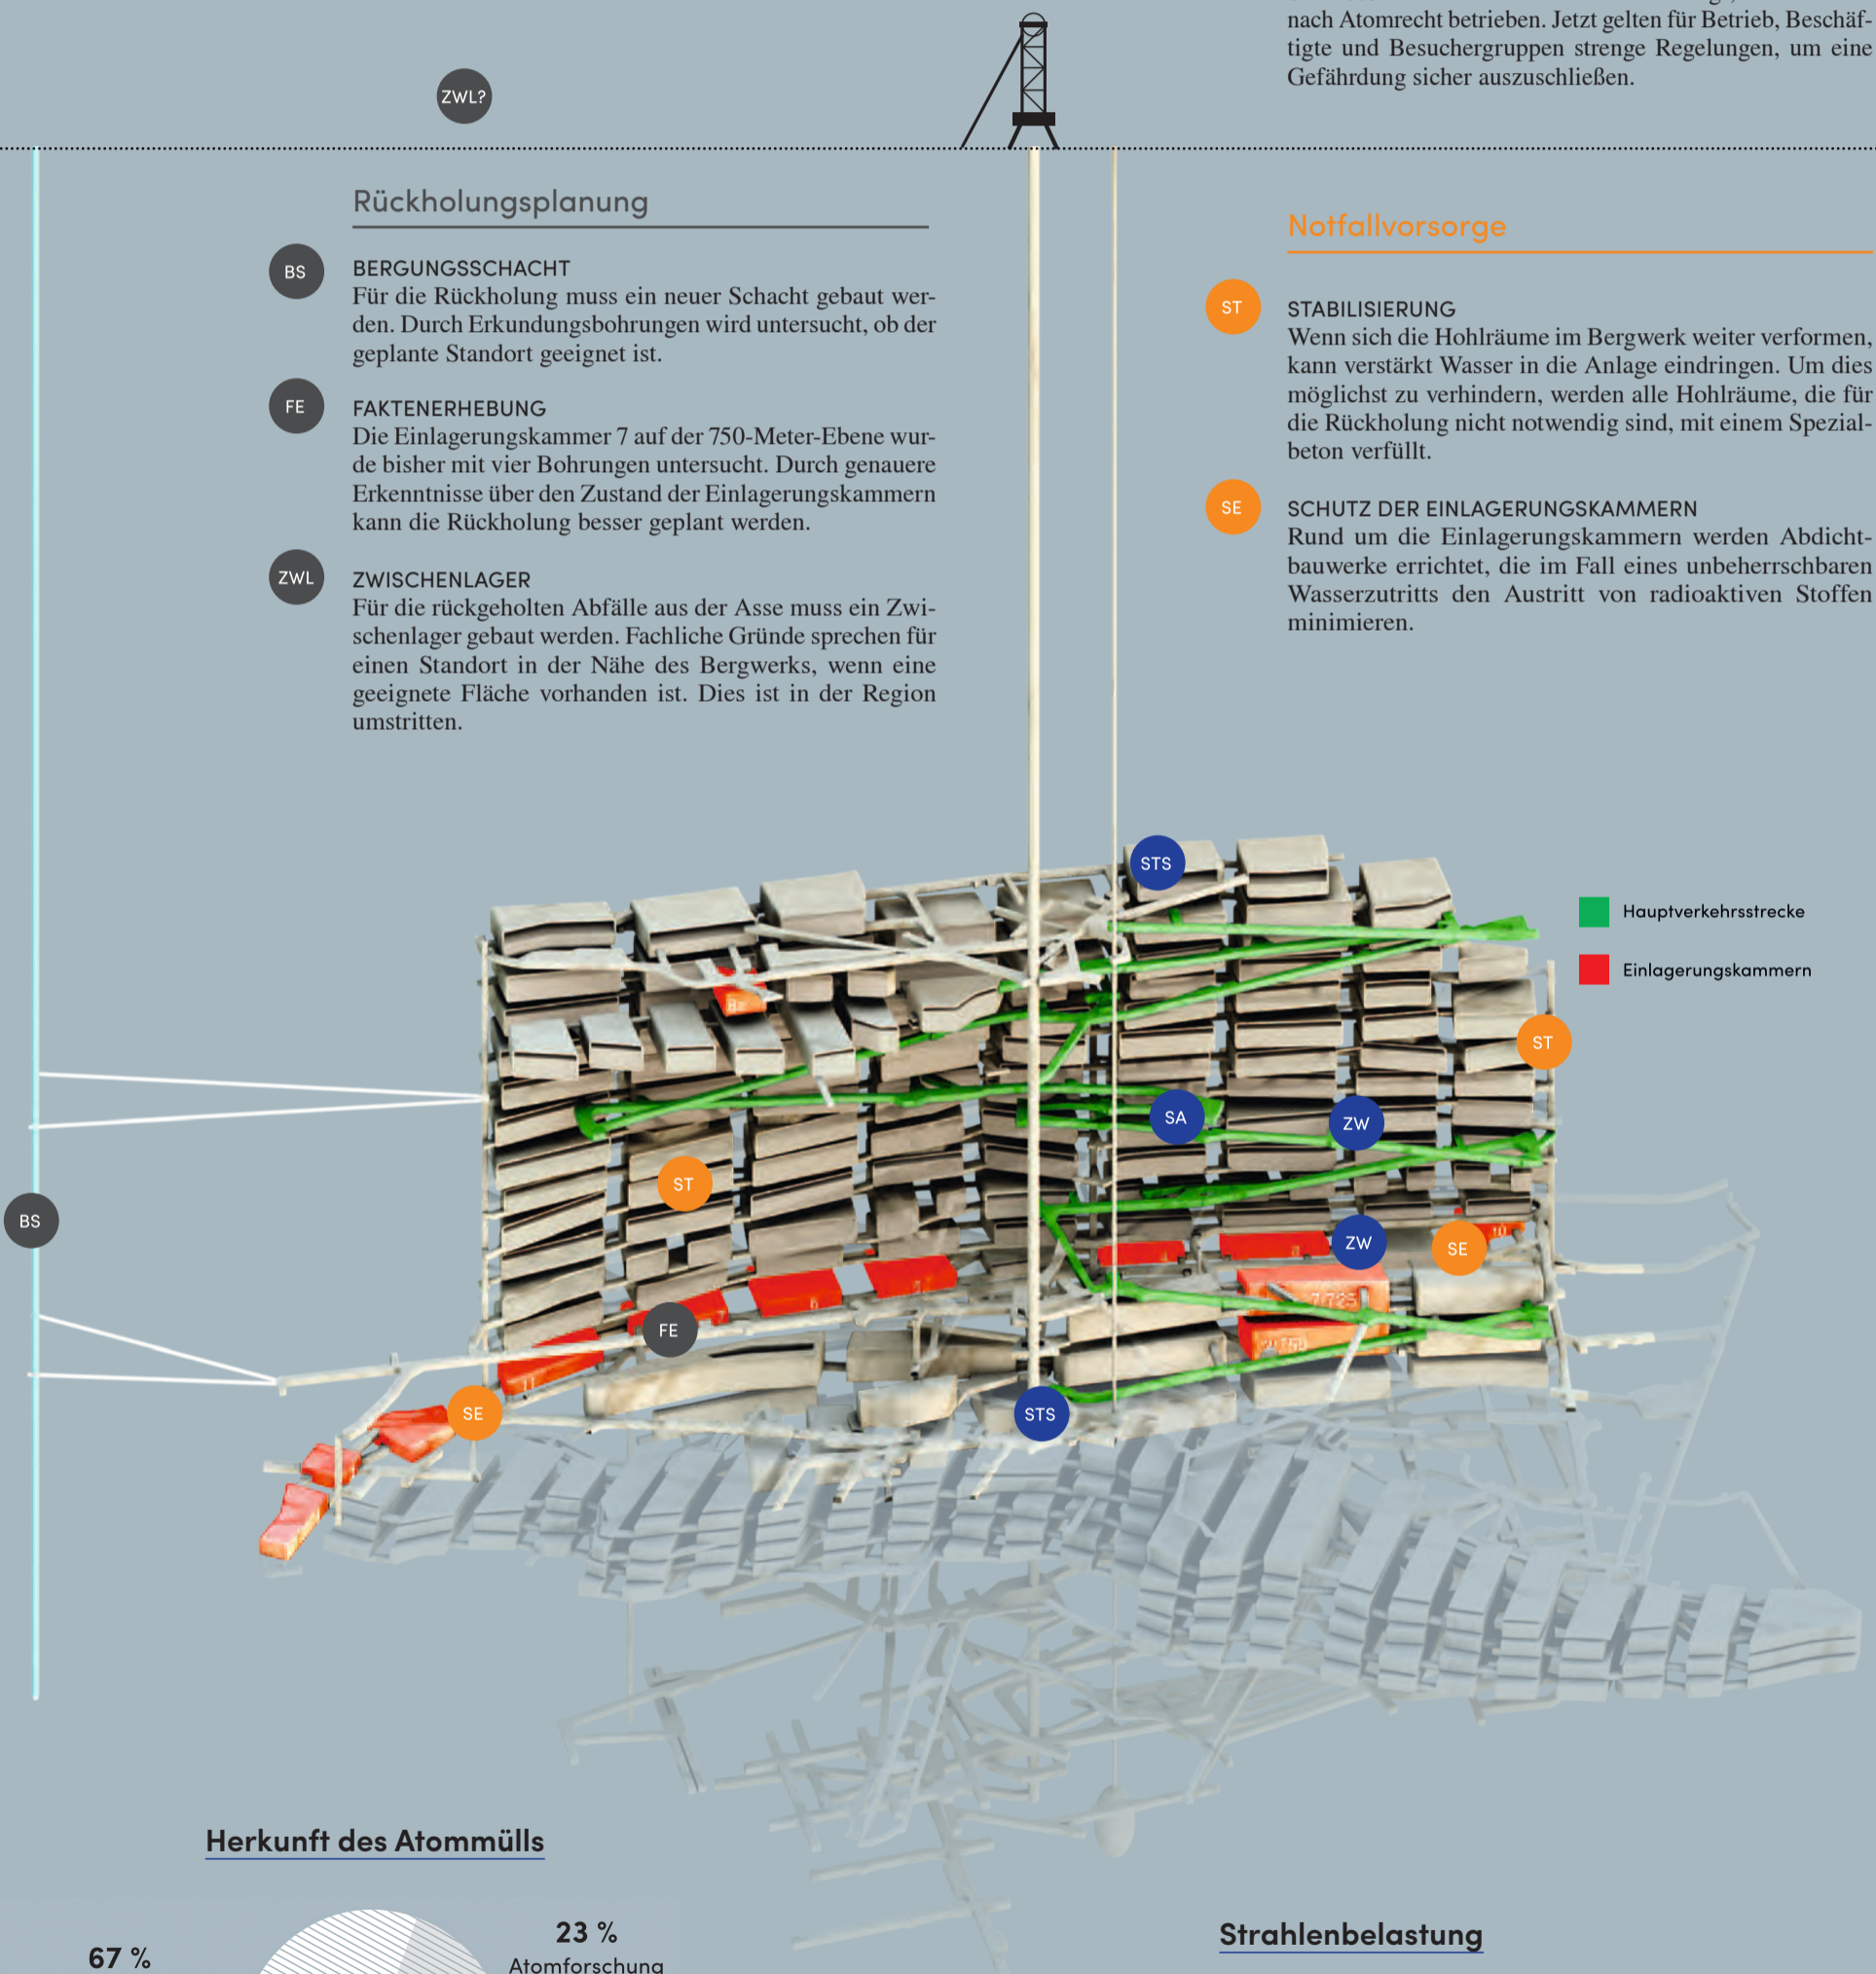 nach Atomrecht betrieben. Jetzt gelten für Betrieb, Beschäf-
tigte und Besuchergruppen strenge Regelungen, um eine
Gefährdung sicher auszuschließen.
ZWL?
Rückholungsplanung
BS
BERGUNGSSCHACHT
Für die Rückholung muss ein neuer Schacht gebaut wer-
den. Durch Erkundungsbohrungen wird untersucht, ob der
geplante Standort geeignet ist.
FE
FAKTENERHEBUNG
Die Einlagerungskammer 7 auf der 750-Meter-Ebene wur-
de bisher mit vier Bohrungen untersucht. Durch genauere
Erkenntnisse über den Zustand der Einlagerungskammern
kann die Rückholung besser geplant werden.
ZWL
ZWISCHENLAGER
Für die rückgeholten Abfälle aus der Asse muss ein Zwi-
schenlager gebaut werden. Fachliche Gründe sprechen für
einen Standort in der Nähe des Bergwerks, wenn eine
geeignete Fläche vorhanden ist. Dies ist in der Region
umstritten.
Notfallvorsorge
ST
STABILISIERUNG
Wenn sich die Hohlräume im Bergwerk weiter verformen,
kann verstärkt Wasser in die Anlage eindringen. Um dies
möglichst zu verhindern, werden alle Hohlräume, die für
die Rückholung nicht notwendig sind, mit einem Spezial-
beton verfüllt.
SE
SCHUTZ DER EINLAGERUNGSKAMMERN
Rund um die Einlagerungskammern werden Abdicht-
bauwerke errichtet, die im Fall eines unbeherrschbaren
Wasserzutritts den Austritt von radioaktiven Stoffen
minimieren.
STS
Hauptverkehrsstrecke
Einlagerungskammern
ST
SA
ZW
ST
BS
ZW
SE
FE
SE
STS
Herkunft des Atommülls
67 %
23 %
Atomforschung
Strahlenbelastung